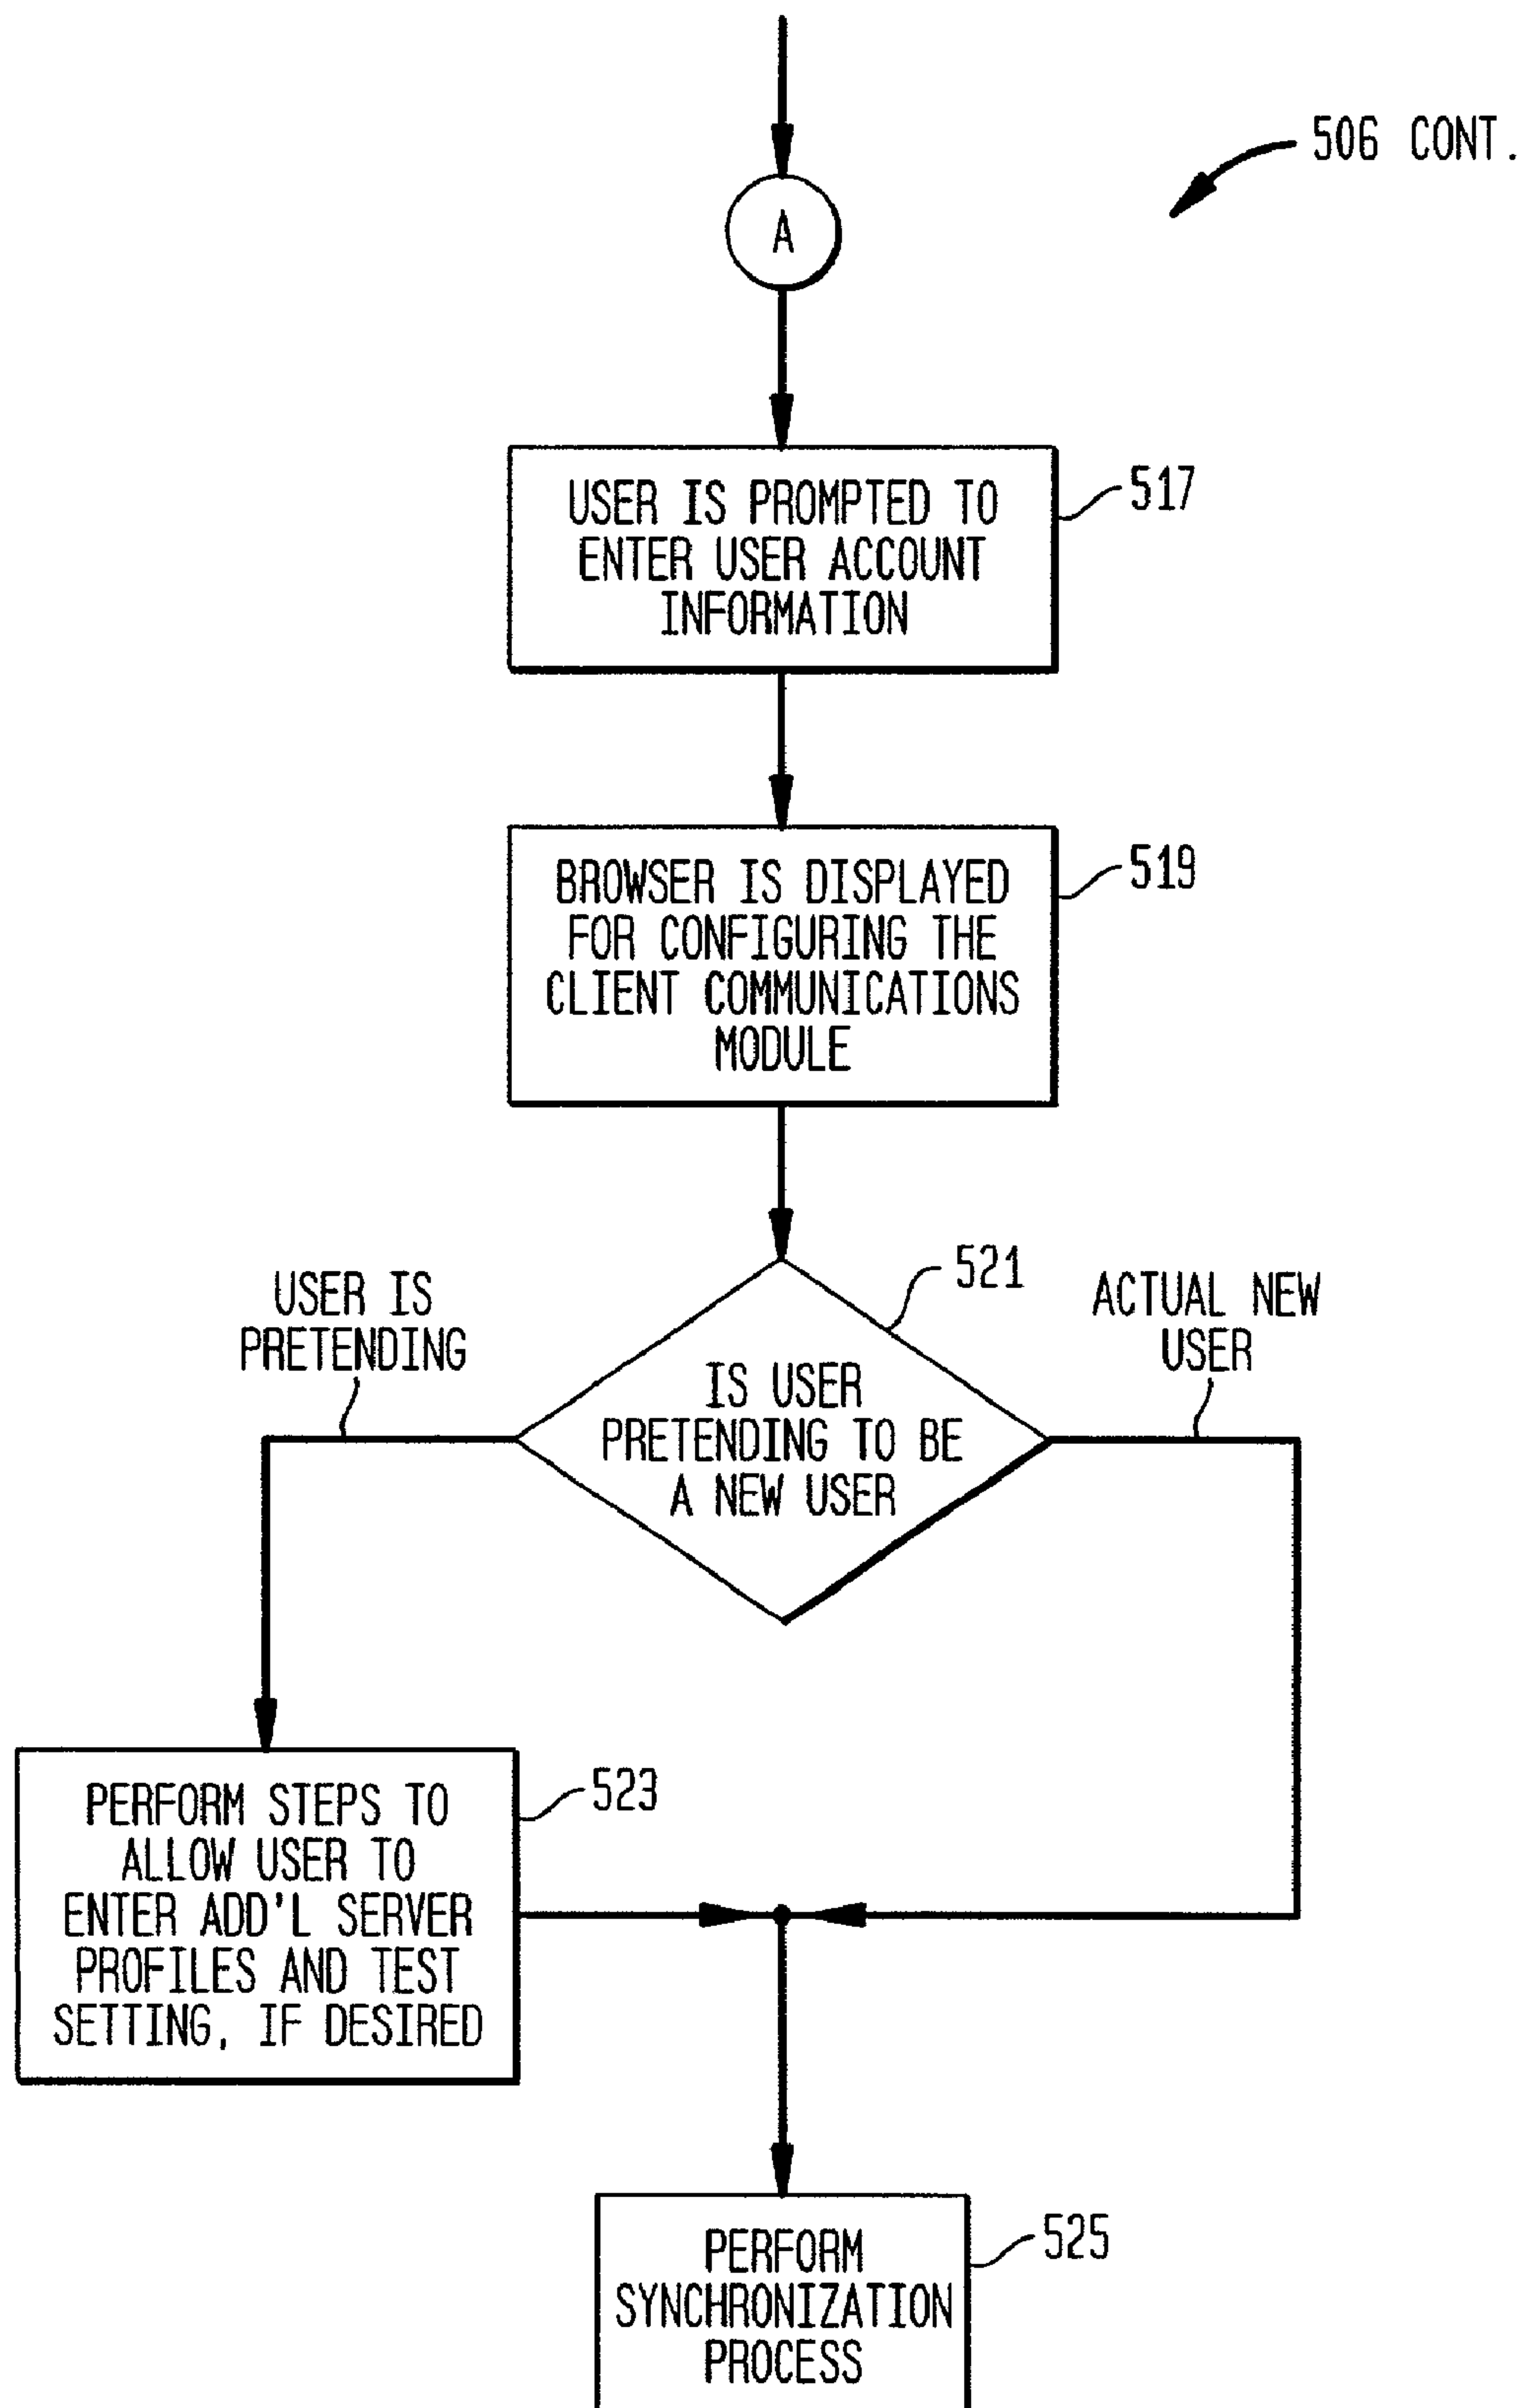 506 CONT.
A
USER IS PROMPTED TO
ENTER USER ACCOUNT
INFORMATION
517
BROWSER IS DISPLAYED
FOR CONFIGURING THE
CLIENT COMMUNICATIONS
MODULE
519
521
USER IS
PRETENDING
ACTUAL NEW
USER
IS USER
PRETENDING TO BE
A NEW USER
PERFORM STEPS TO
ALLOW USER TO
ENTER ADD'L SERVER
PROFILES AND TEST
SETTING, IF DESIRED
523
PERFORM
SYNCHRONIZATION
PROCESS
525